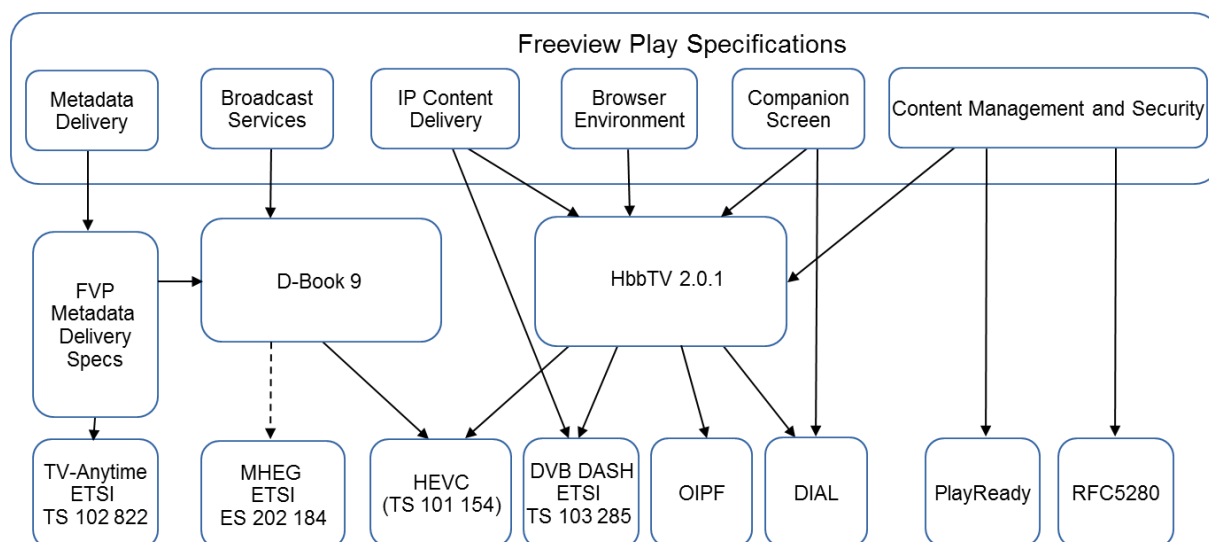 Freeview Play Specifications
Metadata
Delivery
Broadcast
Services
IP Content
Delivery
Browser
Environment
Companion
Screen
Content Management and Security
FVP
Metadata
Delivery
Specs
D-Book 9
HbbTV 2.0.1
TV-Anytime
ETSI
TS 102 822
MHEG
ETSI
ES 202 184
HEVC
(TS 101 154)
DVB DASH
ETSI
TS 103 285
OIPF
DIAL
PlayReady
RFC5280